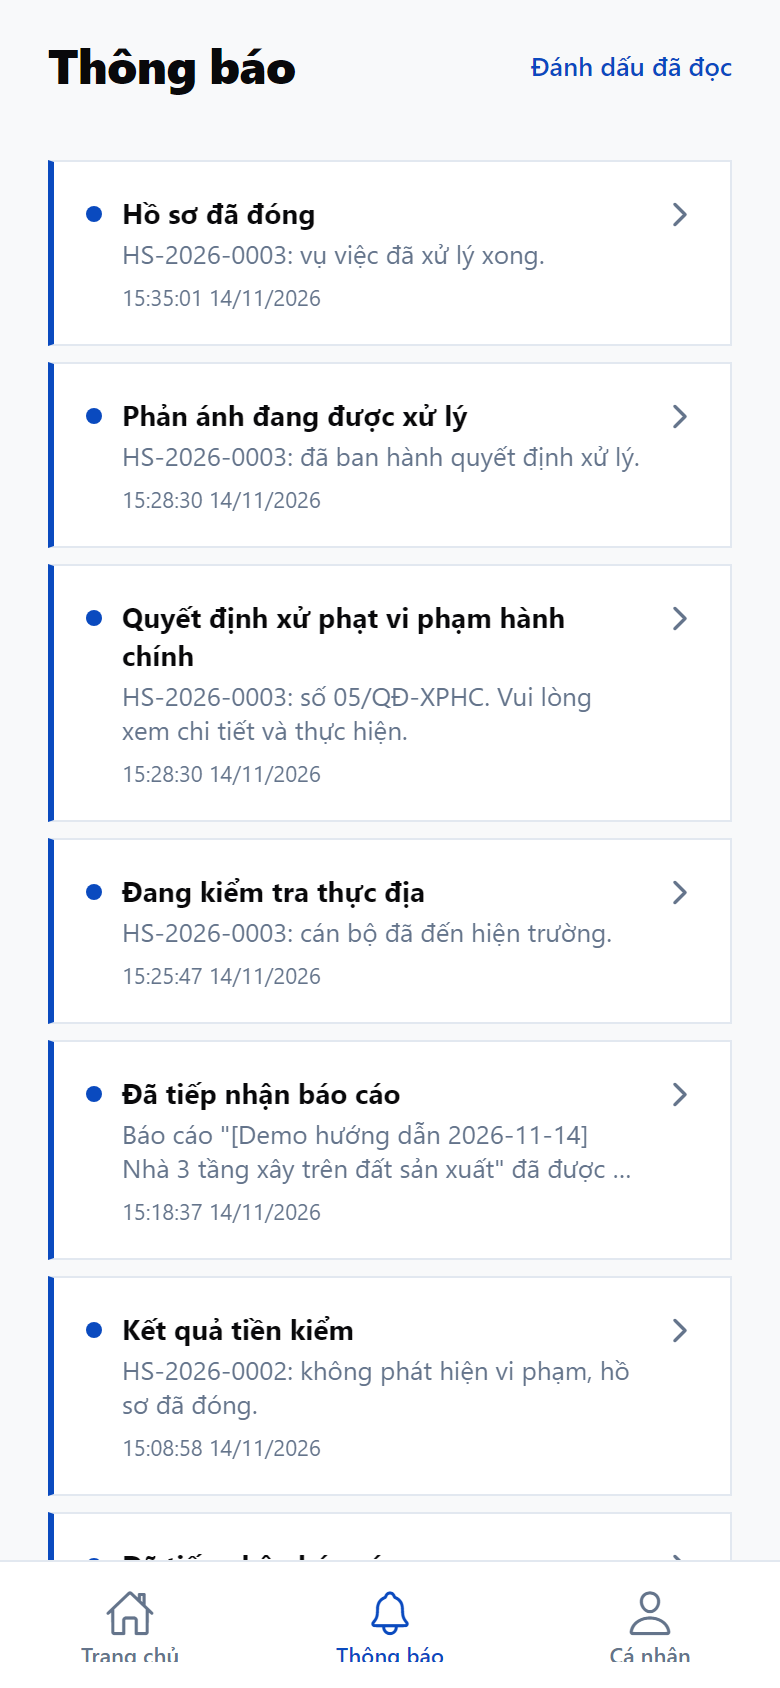 Thông báo
Đánh dấu đã đọc
Hồ sơ đã đóng
HS-2026-0003: vụ việc đã xử lý xong.
15:35:01 14/11/2026
Phản ánh đang được xử lý
HS-2026-0003: đã ban hành quyết định xử lý.
15:28:30 14/11/2026
Quyết định xử phạt vi phạm hành
chính
HS-2026-0003: số 05/QĐ-XPHC. Vui lòng
xem chi tiết và thực hiện.
15:28:30 14/11/2026
Đang kiểm tra thực địa
HS-2026-0003: cán bộ đã đến hiện trường.
15:25:47 14/11/2026
Đã tiếp nhận báo cáo
Báo cáo "[Demo hướng dẫn 2026-11-14]
Nhà 3 tầng xây trên đất sản xuất" đã được ...
15:18:37 14/11/2026
Kết quả tiền kiểm
HS-2026-0002: không phát hiện vi phạm, hồ
sơ đã đóng.
15:08:58 14/11/2026
Đã tiếp nhận báo cáo
Trang chủ
Thông báo
Cá nhân